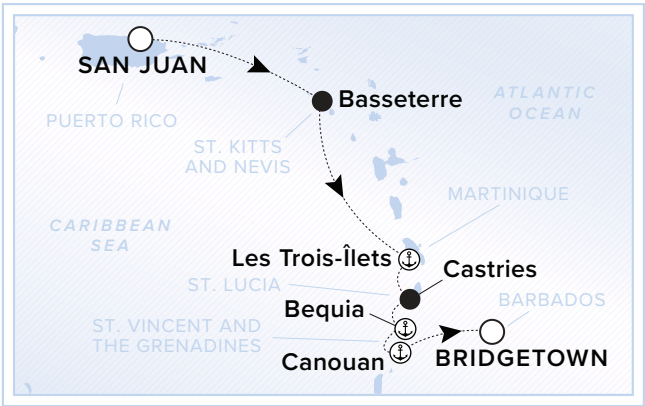 SAN JUAN
PUERTO RICO
Basseterre
ATLANTIC
OCEAN
ST. KITTS
AND NEVIS
MARTINIQUE
CARIBBEAN
SEA
Les Trois-Îlets
Castries
ST. LUCIA
BARBADOS
Bequia
ST. VINCENT AND
THE GRENADINES
Canouan
BRIDGETOWN